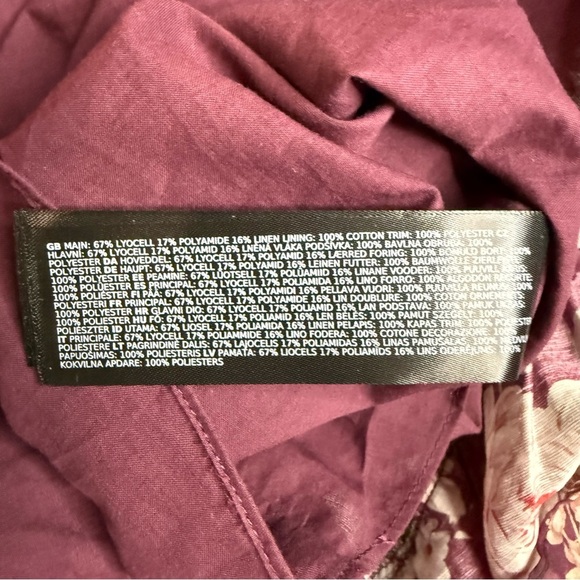 GB MAIN: 67% LYOCELL 17% POLYAMIDE 16% LINEN LINING: 100% COTTON TRIM: 100% POLYESTER CZ
HLAVNÍ: 67% LYOCELL 17% POLYAMID 16% LNĚNÁ VLÁKA PODŠÍVKA: 100% BAVLNA OBRUBA: 100%
POLYESTER DA HOVEDDEL: 67% LYOCELL 17% POLYAMID 16% LÆRRED FORING: 100% BOMULD BORT: 100%
POLYESTER DE HAUPT: 67% LYOCELL 17% POLYAMID 16% LEINEN FUTTER: 100% BAUMWOLLE ZIERLEISTE:
100% POLYESTER EE PEAMINE: 67% LÜOTSELL 17% POLÜAMIID 16% LINANE VOODER: 100% PUUVILL ÄÄRIS:
100% POLÜESTER ES PRINCIPAL: 67% LYOCELL 17% POLIAMIDA 16% LINO FORRO: 100% ALGODÓN RIBETE
100% POLIÉSTER FI PÄÄ: 67% LYOCELL 17% POLYAMIDI 16% PELLAVA VUORI: 100% PUUVILLA REUNUS: 100%
POLYESTERI FR PRINCIPAL: 67% LYOCELL 17% POLYAMIDE 16% LIN DOUBLURE: 100% COTON ORNEMENTS:
100% POLYESTER HR GLAVNI DIO: 67% LYOCELL 17% POLIAMID 16% LAN PODSTAVA: 100% PAMUK UKRAS:
100% POLYESTER HU FŐ: 67% LYOCELL 17% POLIAMID 16% LEN BÉLÉS: 100% PAMUT SZEGÉLY: 100%
POLIÉSZTER ID UTAMA: 67% LIOSEL 17% POLIAMIDA 16% LINEN PELAPIS: 100% KAPAS TRIM: 100% POLIESTER
IT PRINCIPALE: 67% LYOCELL 17% POLIAMMIDE 16% LINO FODERA: 100% COTONE DECORAZIONE: 100%
POLIESTERE LT PAGRINDINĖ DALIS: 67% LAJOCELIS 17% POLIAMIDAS 16% LINAS PAMUŠALAS: 100% MEDVILNĖ
PAPUOŠIMAS: 100% POLIESTERIS LV PAMATA: 67% LIOCELS 17% POLIAMĪDS 16% LINS ODERĒJUMS: 100%
KOKVILNA APDARE: 100% POLIESTERS